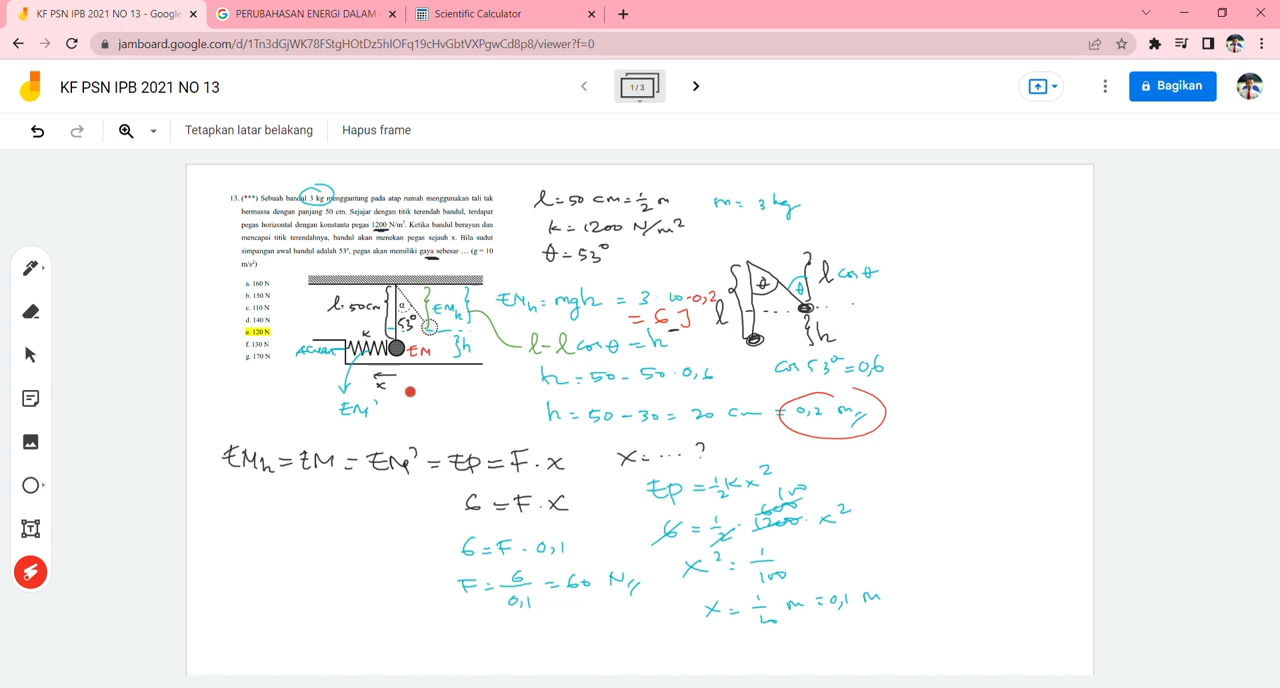 KF PSN IPB 2021 NO 13 - Google
PERUBAHASAN ENERGI DALAM
Scientific Calculator
jamboard.google.com/d/1Tn3dGjWK78FStgHOtDz5hIOFq19cHvGbtVXPgwCd8p8/viewer?f=0
KF PSN IPB 2021 NO 13
1/3
Bagikan
Tetapkan latar belakang
Hapus frame
13. (***) Sebuah bandul 3 kg menggantung pada atap rumah menggunakan tali tak
bermassa dengan panjang 50 cm. Sejajar dengan titik terendah bandul, terdapat
pegas horizontal dengan konstanta pegas 1200 N/m². Ketika bandul berayun dan
mencapai titik terendahnya, bandul akan menekan pegas sejauh x. Bila sudut
simpangan awal bandul adalah 53°, pegas akan memiliki gaya sebesar ... (g = 10
m/s²)
a. 160 N
b. 150 N
c. 110 N
d. 140 N
e. 120 N
f. 130 N
g. 170 N
l = 50 cm
α
53°
EMh
h
K
EM
x
EM'
l = 50 cm = 1/2 m
k = 1200 N/m²
θ = 53°
m = 3 kg
EMh = mgh = 3 · 10 · 0,2
= 6 J
l - l cos θ = h
h = 50 - 50 · 0,6
h = 50 - 30 = 20 cm = 0,2 m
θ
θ
l cos θ
l
h
cos 53° = 0,6
EMh = EM = EM' = EP = F . x
6 = F . x
6 = F . 0,1
F = 6/0,1 = 60 N
x = .... ?
EP = 1/2 k x²
100
600
6 = 1/2 . 1200 . x²
x² = 1/100
x = 1/10 m = 0,1 m